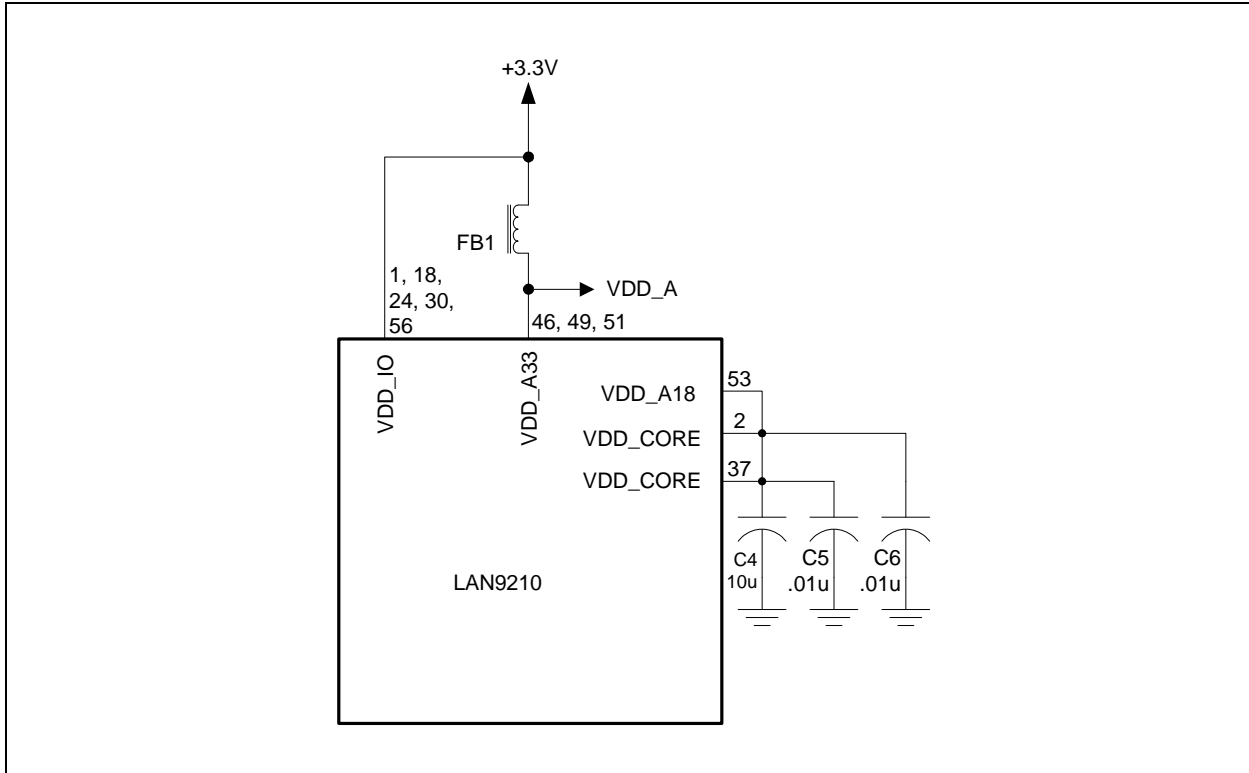 +3.3V
FB1
VDD_A
1, 18,
24, 30,
56
46, 49, 51
VDD_IO
VDD_A33
VDD_A18
53
VDD_CORE
2
VDD_CORE
37
LAN9210
C4
10u
C5
.01u
C6
.01u